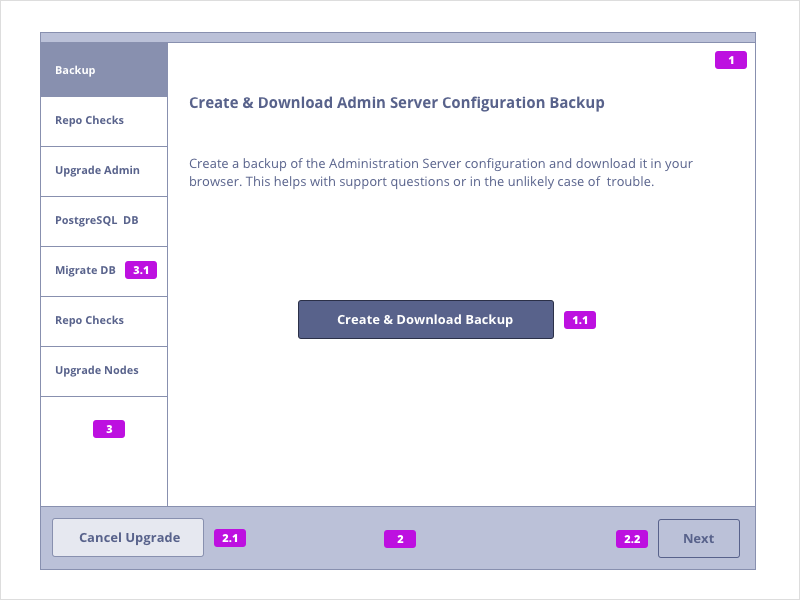 Backup
Repo Checks
Upgrade Admin
PostgreSQL DB
Migrate DB 3.1
Repo Checks
Upgrade Nodes
3
1
Create & Download Admin Server Configuration Backup
Create a backup of the Administration Server configuration and download it in your
browser. This helps with support questions or in the unlikely case of trouble.
Create & Download Backup 1.1
Cancel Upgrade 2.1 2 2.2 Next